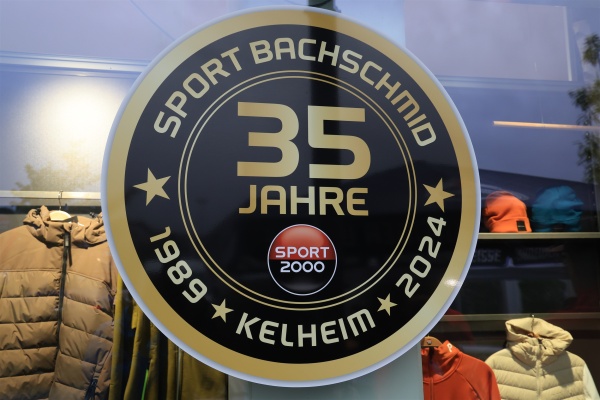 SPORT BACHSCHMID
35
JAHRE
SPORT
2000
1989
KELHEIM
2024